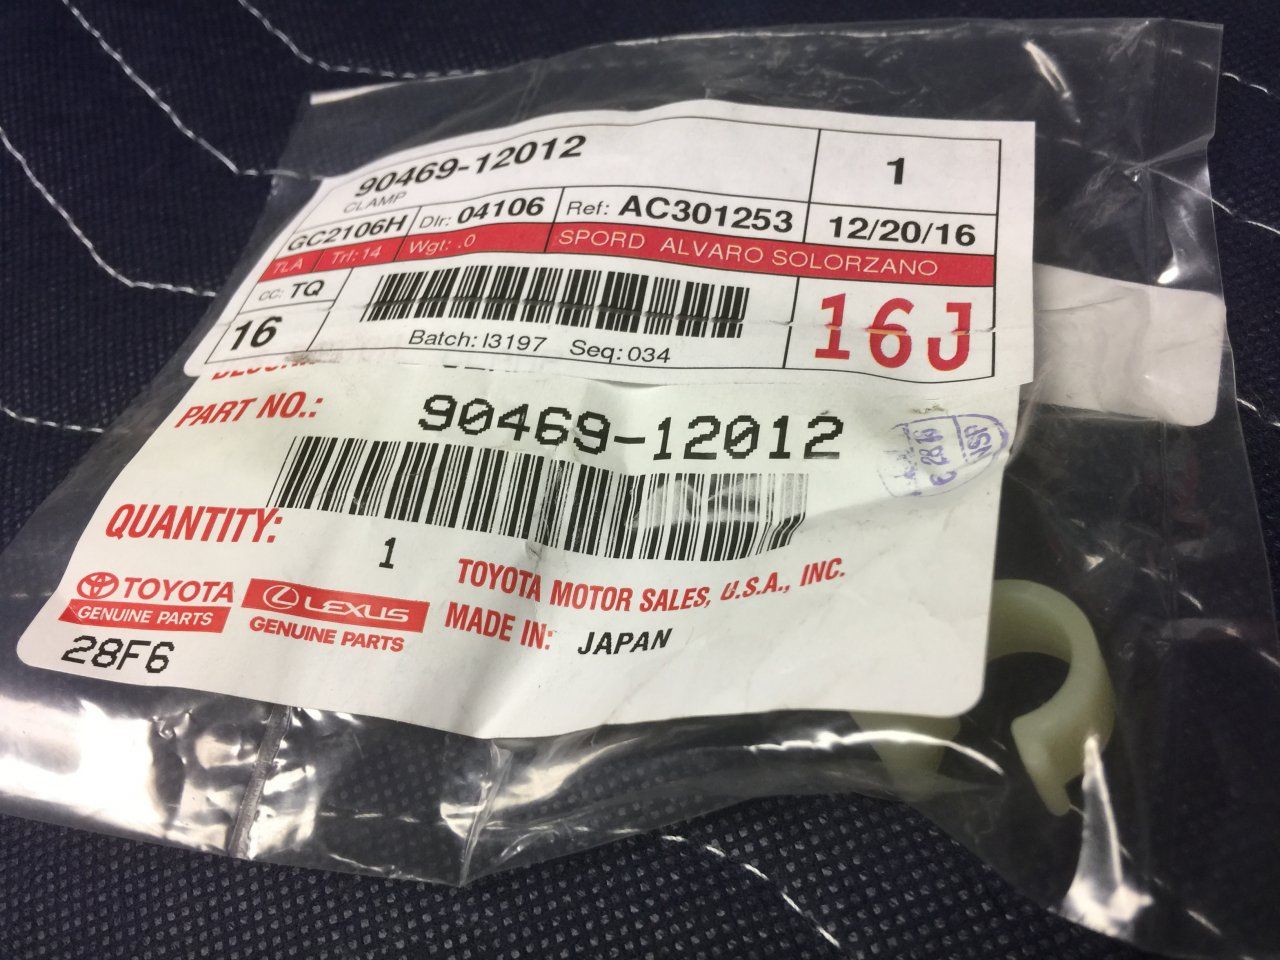 90469-12012
CLAMP
1
GC2106H
Dlr: 04106
Ref: AC301253
12/20/16
TLA Trf: 14 Wgt: .0
SPORD ALVARO SOLORZANO
CC: TQ
16
Batch: I3197 Seq: 034
16J
PART NO.: 90469-12012
NSP
QUANTITY: 1
TOYOTA MOTOR SALES, U.S.A., INC.
TOYOTA
GENUINE PARTS
LEXUS
GENUINE PARTS
MADE IN: JAPAN
28F6